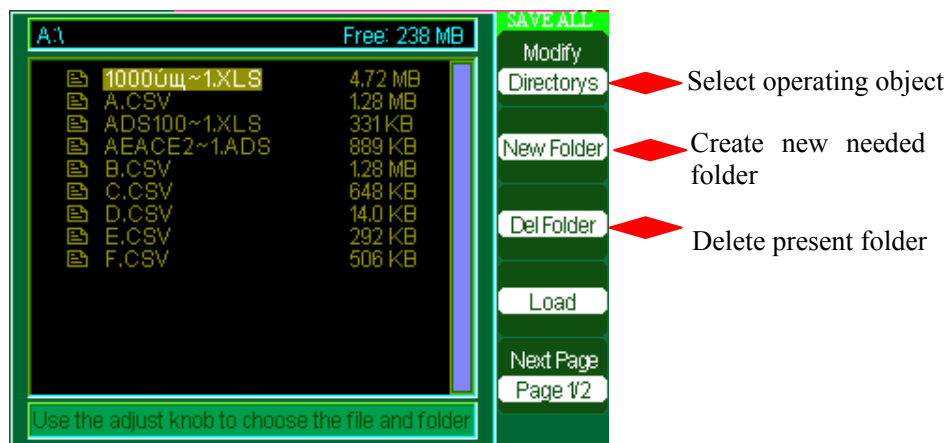 A:\ Free: 238 MB
1000Úщ~1.XLS 4.72 MB
A.CSV 1.28 MB
ADS100~1.XLS 331 KB
AEACE2~1.ADS 889 KB
B.CSV 1.28 MB
C.CSV 648 KB
D.CSV 14.0 KB
E.CSV 292 KB
F.CSV 506 KB
Use the adjust knob to choose the file and folder
SAVE ALL
Modify
Directorys
New Folder
Del Folder
Load
Next Page
Page 1/2
Select operating object
Create new needed
folder
Delete present folder